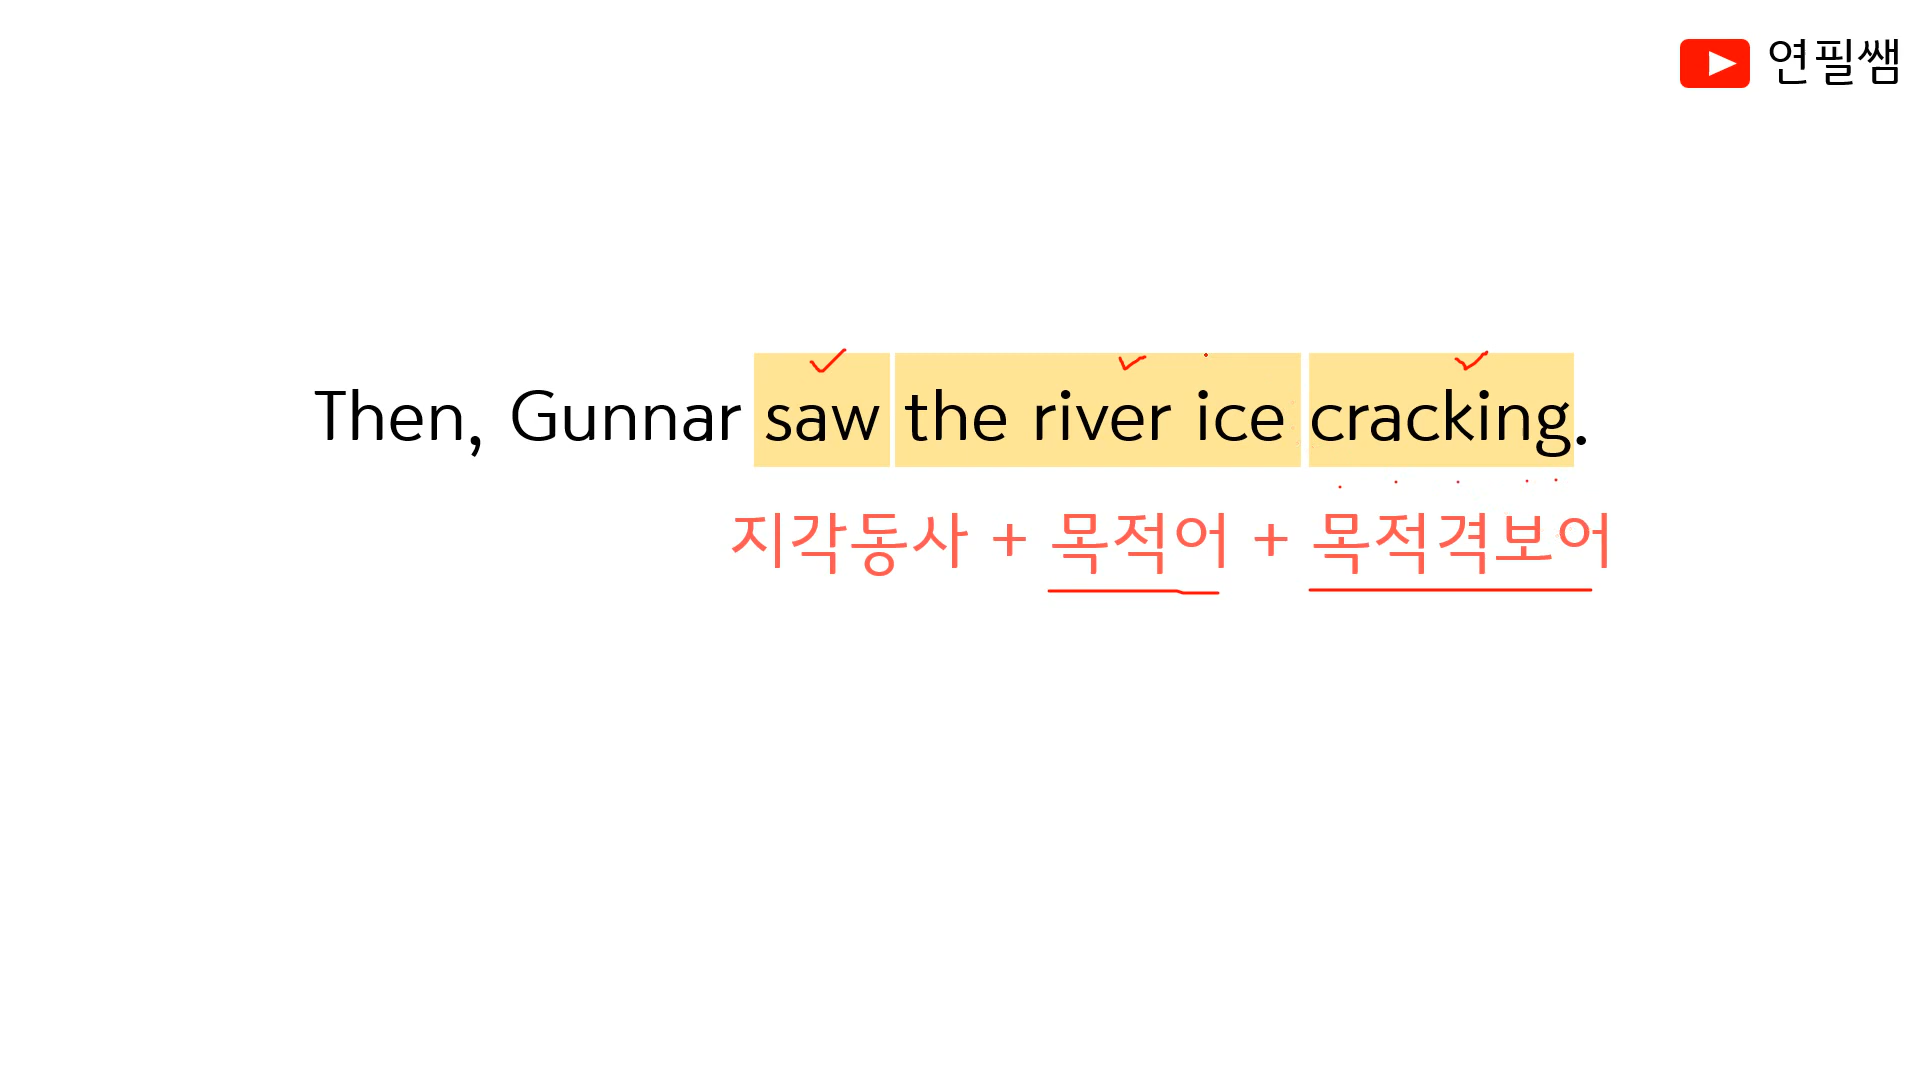 연필쌤
Then, Gunnar saw the river ice cracking.
지각동사 + 목적어 + 목적격보어